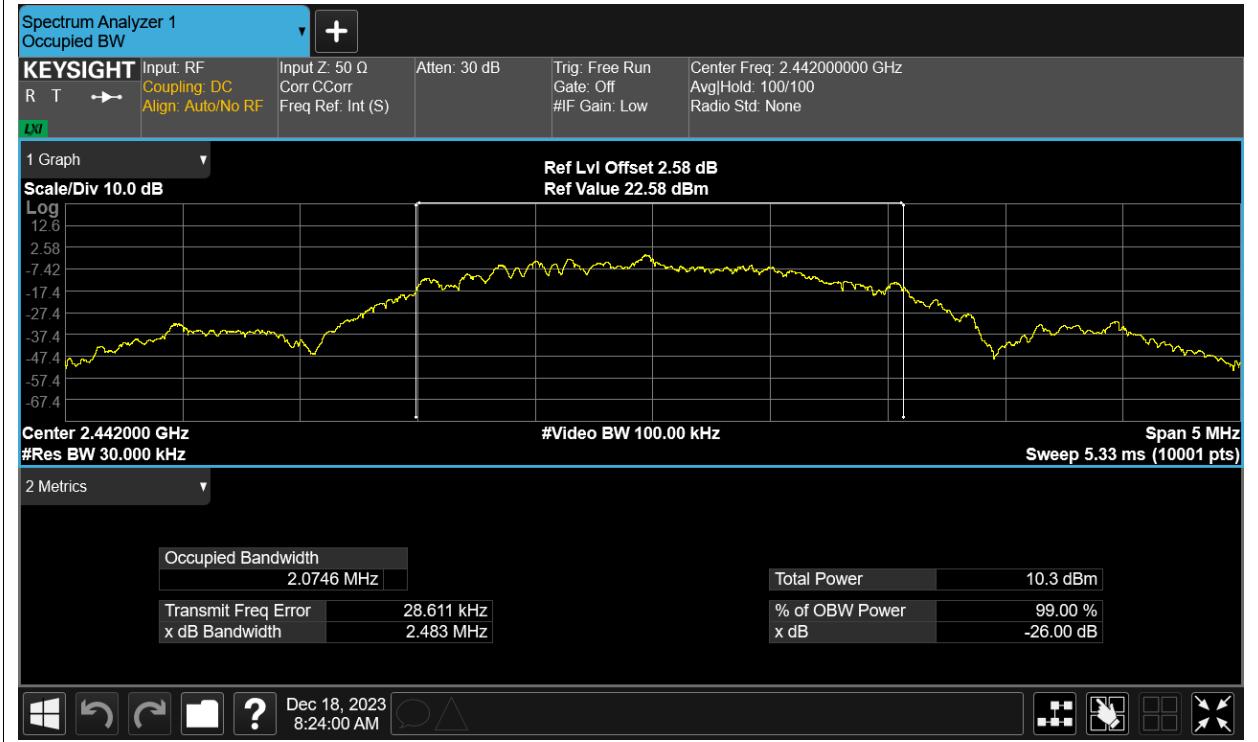 Spectrum Analyzer 1
Occupied BW
KEYSIGHT
R T
LXI
Input: RF
Coupling: DC
Align: Auto/No RF
Input Z: 50 Ω
Corr CCorr
Freq Ref: Int (S)
Atten: 30 dB
Trig: Free Run
Gate: Off
#IF Gain: Low
Center Freq: 2.442000000 GHz
Avg|Hold: 100/100
Radio Std: None
1 Graph
Scale/Div 10.0 dB
Ref Lvl Offset 2.58 dB
Ref Value 22.58 dBm
Log
12.6
2.58
-7.42
-17.4
-27.4
-37.4
-47.4
-57.4
-67.4
Center 2.442000 GHz
#Video BW 100.00 kHz
Span 5 MHz
#Res BW 30.000 kHz
Sweep 5.33 ms (10001 pts)
2 Metrics
Occupied Bandwidth
2.0746 MHz
Total Power 10.3 dBm
Transmit Freq Error 28.611 kHz
% of OBW Power 99.00 %
x dB Bandwidth 2.483 MHz
x dB -26.00 dB
?
Dec 18, 2023
8:24:00 AM